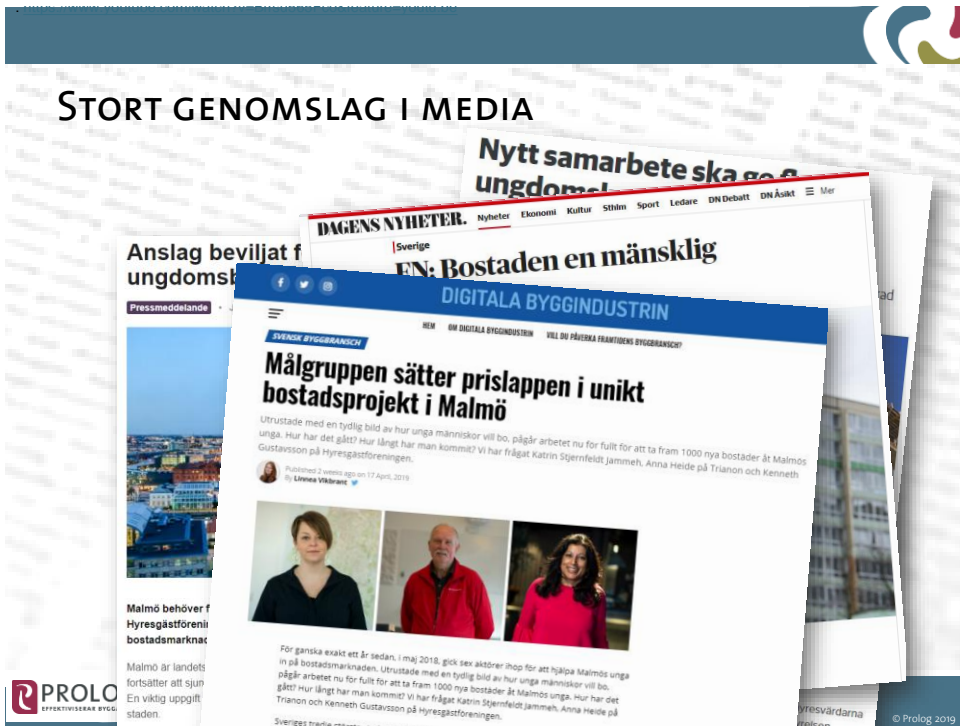 STORT GENOMSLAG I MEDIA
Nytt samarbete ska
DAGENS NYHETER.
Nyheter Ekonomi Kultur Sthlm Sport Ledare DN Debatt DN Åsikt Mer
Sverige
FN: Bostaden en mänsklig
Anslag beviljat
Pressmeddelande
DIGITALA BYGGINDUSTRIN
HEM OM DIGITALA BYGGINDUSTRIN VILL DU PÅVERKA FRAMTIDENS BYGGBRANSCH?
SVENSK BYGGBRANSCH
Målgruppen sätter prislappen i unikt
bostadsprojekt i Malmö
Utrustade med en tydlig bild av hur unga människor vill bo, pågår arbetet nu för fullt för att ta fram 1000 nya bostäder åt Malmös
unga. Hur har det gått? Hur långt har man kommit? Vi har frågat Katrin Stjernfeldt Jammeh, Anna Heide på Trianon och Kenneth
Gustavsson på Hyresgästföreningen.
Published 2 weeks ago on 17 April, 2019
By Linnea Vikbrant
Malmö behöver
Malmö är landets
fortsätter att
En viktig uppgift
staden.
För ganska exakt ett år sedan, i maj 2018, gick sex aktörer ihop för att hjälpa Malmös unga
in på bostadsmarknaden. Utrustade med en tydlig bild av hur unga människor vill bo,
pågår arbetet nu för fullt för att ta fram 1000 nya bostäder åt Malmös unga. Hur har det
gått? Hur långt har man kommit? Vi har frågat Katrin Stjernfeldt Jammeh, Anna Heide på
Trianon och Kenneth Gustavsson på Hyresgästföreningen.
Sveriges tredje
EFFEKTIVISERAR
© Prolog 2019